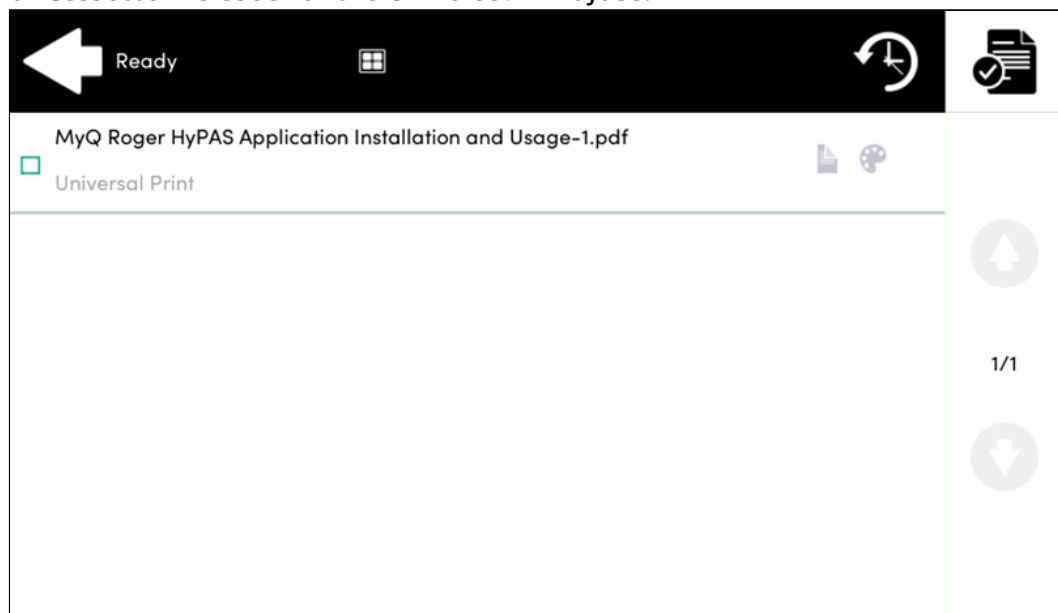 Ready
MyQ Roger HyPAS Application Installation and Usage-1.pdf
Universal Print
1/1